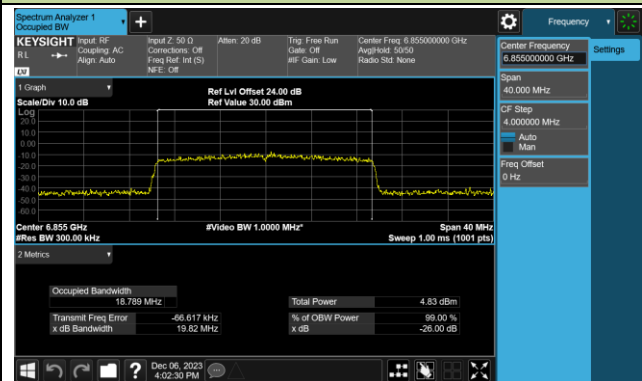 Spectrum Analyzer 1
Occupied BW
Frequency
KEYSIGHT
RL
LXI
Input: RF
Coupling: AC
Align: Auto
Input Z: 50 Ω
Corrections: Off
Freq Ref: Int (S)
NFE: Off
Atten: 20 dB
Trig: Free Run
Gate: Off
#IF Gain: Low
Center Freq: 6.855000000 GHz
Avg|Hold: 50/50
Radio Std: None
Center Frequency
6.855000000 GHz
Settings
Span
40.000 MHz
CF Step
4.000000 MHz
Auto
Man
Freq Offset
0 Hz
1 Graph
Scale/Div 10.0 dB
Ref Lvl Offset 24.00 dB
Ref Value 30.00 dBm
Log
20.0
10.0
0.00
-10.0
-20.0
-30.0
-40.0
-50.0
-60.0
Center 6.855 GHz
#Res BW 300.00 kHz
#Video BW 1.0000 MHz*
Span 40 MHz
Sweep 1.00 ms (1001 pts)
2 Metrics
Occupied Bandwidth
18.789 MHz
Transmit Freq Error -66.617 kHz
x dB Bandwidth 19.82 MHz
Total Power 4.83 dBm
% of OBW Power 99.00 %
x dB -26.00 dB
Dec 06, 2023
4:02:30 PM